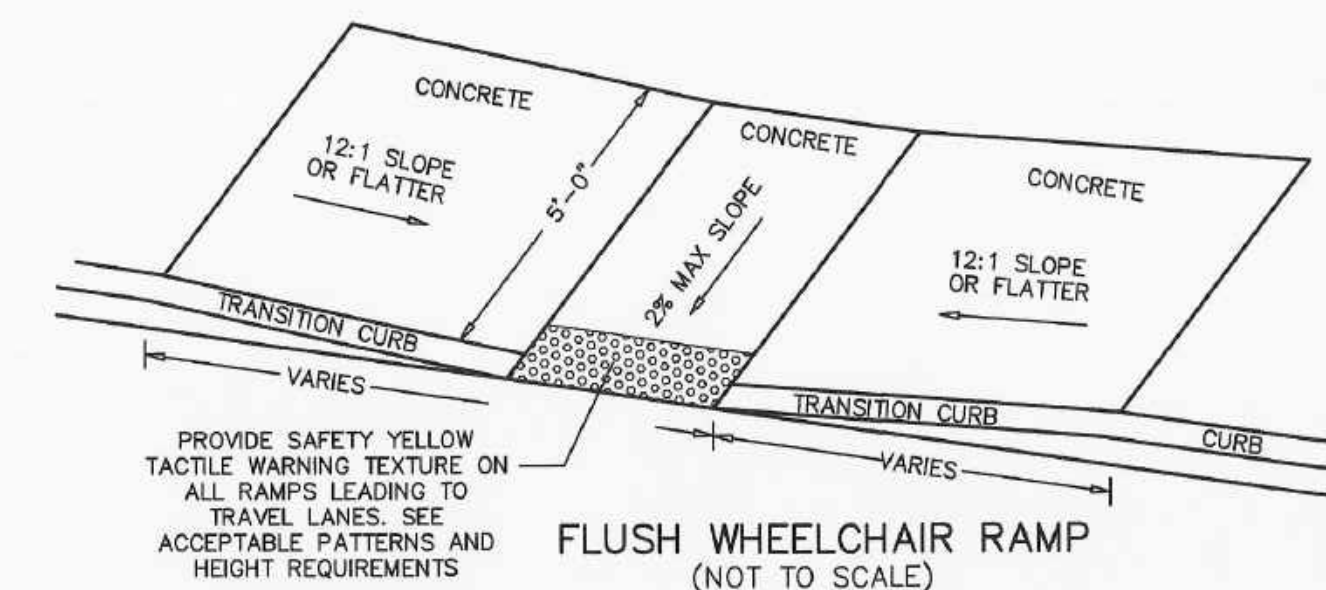 CONCRETE
12:1 SLOPE
OR FLATTER
5'-0"
CONCRETE
2% MAX SLOPE
CONCRETE
12:1 SLOPE
OR FLATTER
TRANSITION CURB
VARIES
TRANSITION CURB
CURB
VARIES
PROVIDE SAFETY YELLOW
TACTILE WARNING TEXTURE ON
ALL RAMPS LEADING TO
TRAVEL LANES. SEE
ACCEPTABLE PATTERNS AND
HEIGHT REQUIREMENTS
FLUSH WHEELCHAIR RAMP
(NOT TO SCALE)